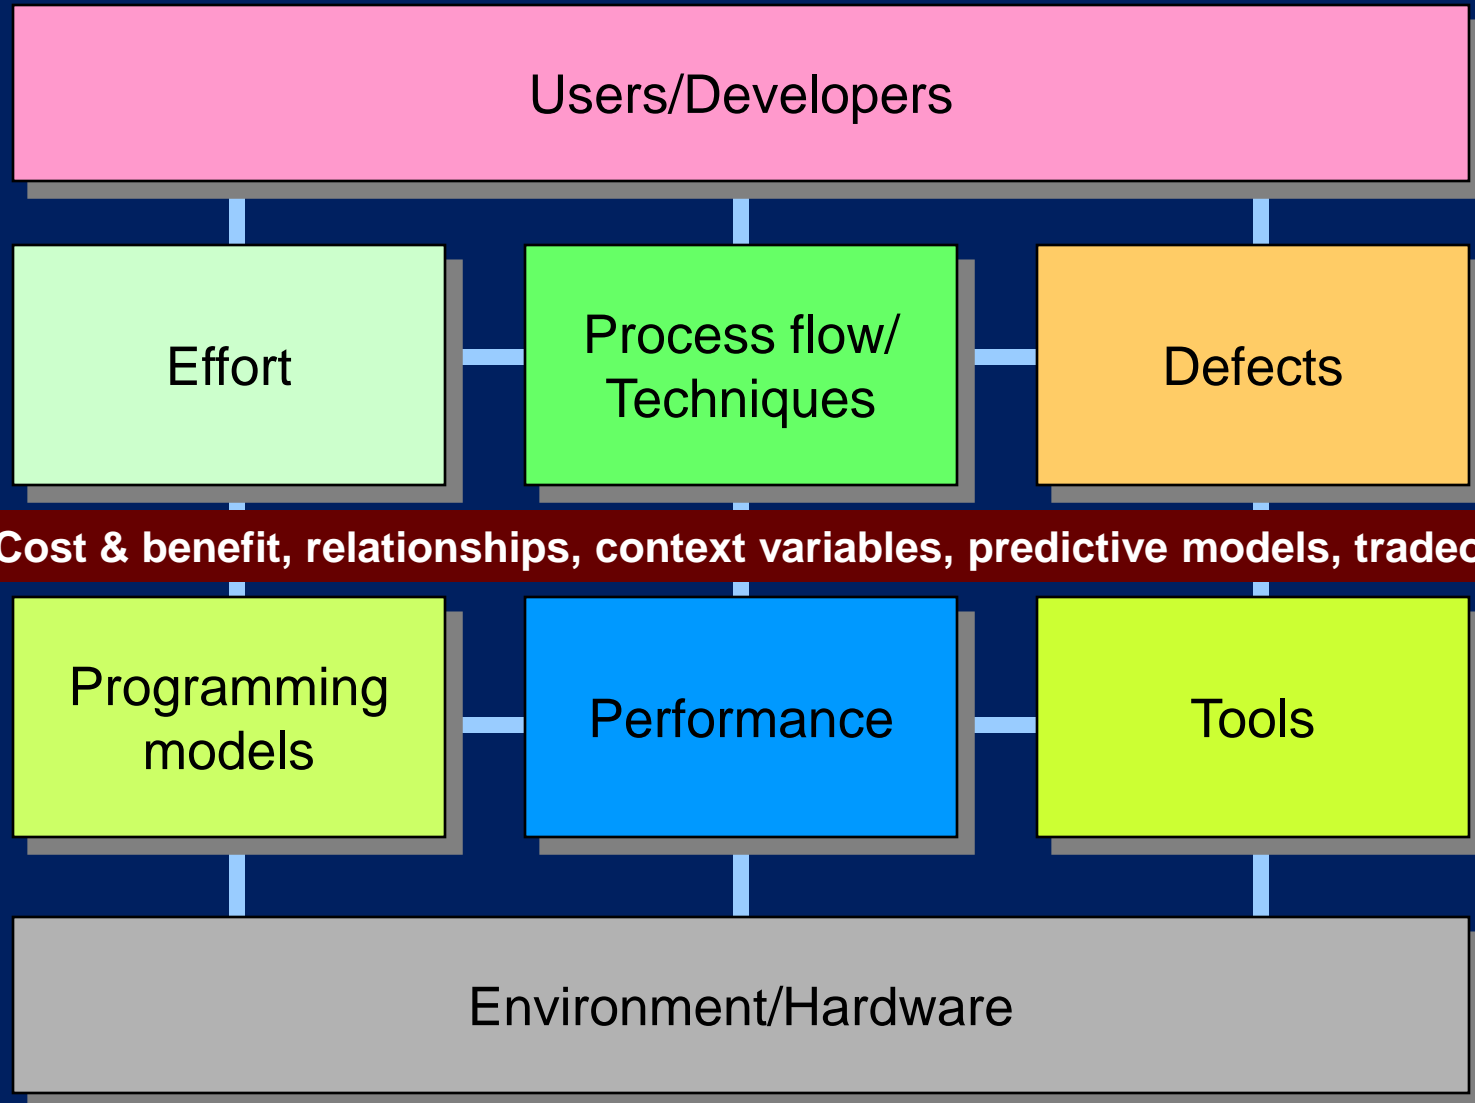 Users/Developers
Effort
Process flow/
Techniques
Defects
Cost & benefit, relationships, context variables, predictive models, tradeo
Programming
models
Performance
Tools
Environment/Hardware